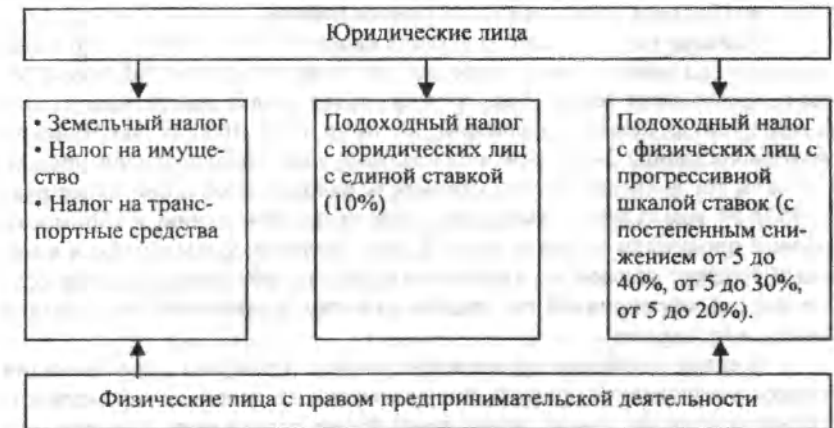 Юридические лица
• Земельный налог
• Налог на имуще-
ство
• Налог на транс-
портные средства
Подоходный налог
с юридических лиц
с единой ставкой
(10%)
Подоходный налог
с физических лиц с
прогрессивной
шкалой ставок (с
постепенным сни-
жением от 5 до
40%, от 5 до 30%,
от 5 до 20%).
Физические лица с правом предпринимательской деятельности